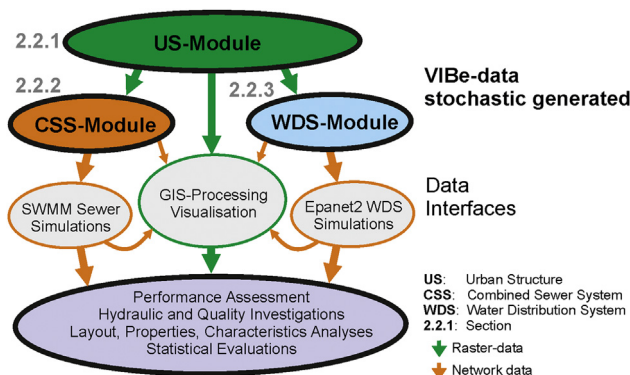 2.2.1
US-Module
2.2.2
2.2.3
VIBe-data
stochastic generated
CSS-Module
WDS-Module
GIS-Processing
Visualisation
SWMM Sewer
Simulations
Epanet2 WDS
Simulations
Data
Interfaces
Performance Assessment
Hydraulic and Quality Investigations
Layout, Properties, Characteristics Analyses
Statistical Evaluations
US: Urban Structure
CSS: Combined Sewer System
WDS: Water Distribution System
2.2.1: Section
Raster-data
Network data